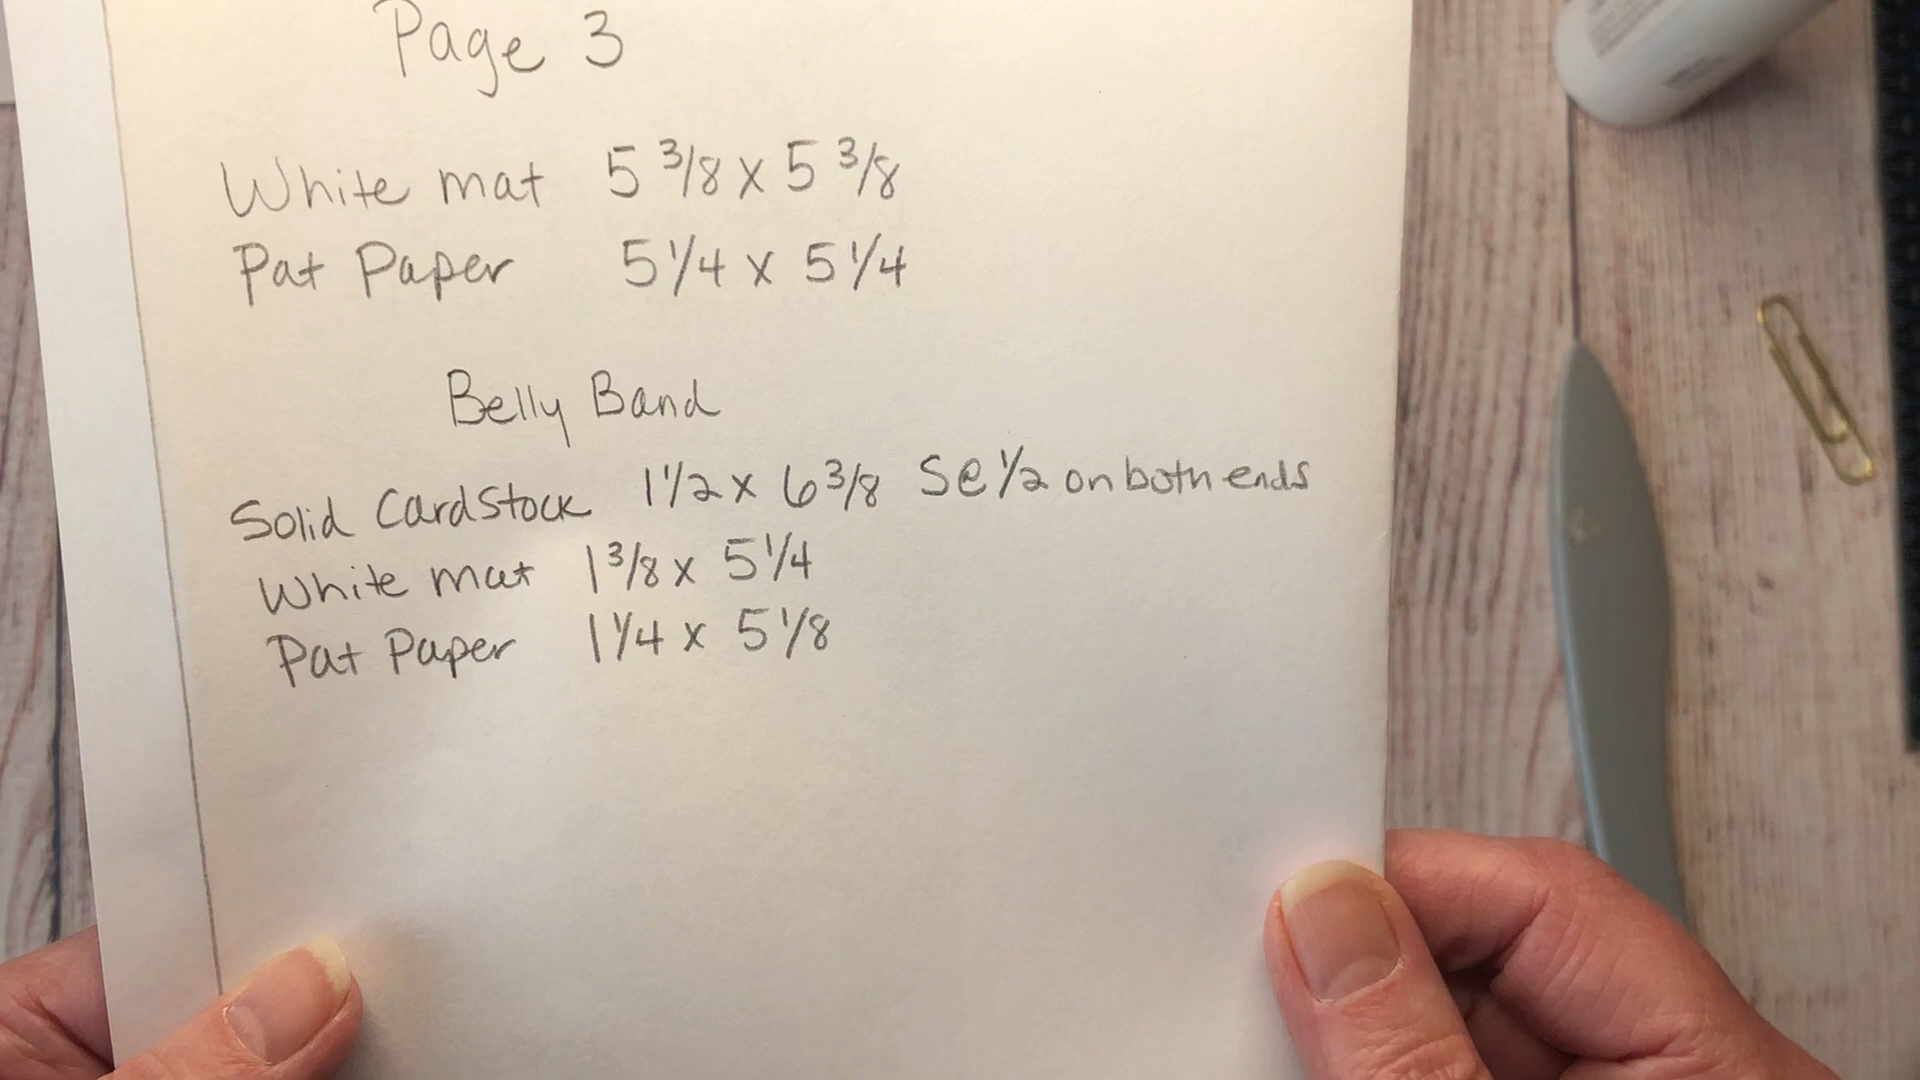 Page 3
White mat 5 3/8 x 5 3/8
Pat Paper 5 1/4 x 5 1/4
Belly Band
Solid Cardstock 1 1/2 x 6 3/8 S@ 1/2 on both ends
White mat 1 3/8 x 5 1/4
Pat Paper 1 1/4 x 5 1/8